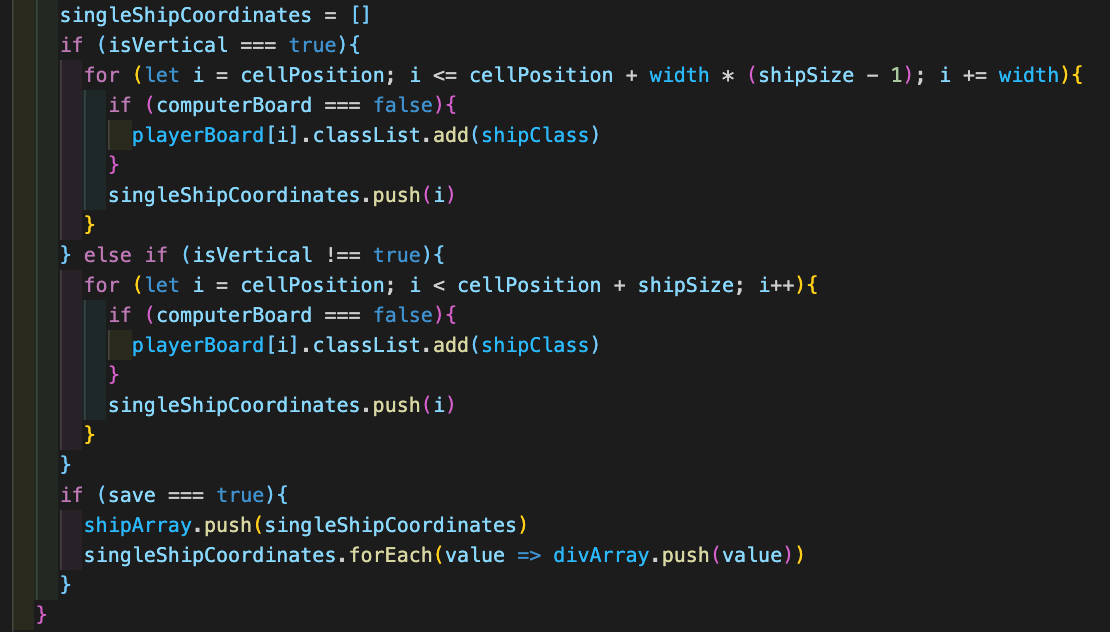 singleShipCoordinates = []
if (isVertical === true){
for (let i = cellPosition; i <= cellPosition + width * (shipSize - 1); i += width){
if (computerBoard === false){
playerBoard[i].classList.add(shipClass)
}
singleShipCoordinates.push(i)
}
} else if (isVertical !== true){
for (let i = cellPosition; i < cellPosition + shipSize; i++){
if (computerBoard === false){
playerBoard[i].classList.add(shipClass)
}
singleShipCoordinates.push(i)
}
}
if (save === true){
shipArray.push(singleShipCoordinates)
singleShipCoordinates.forEach(value => divArray.push(value))
}
}